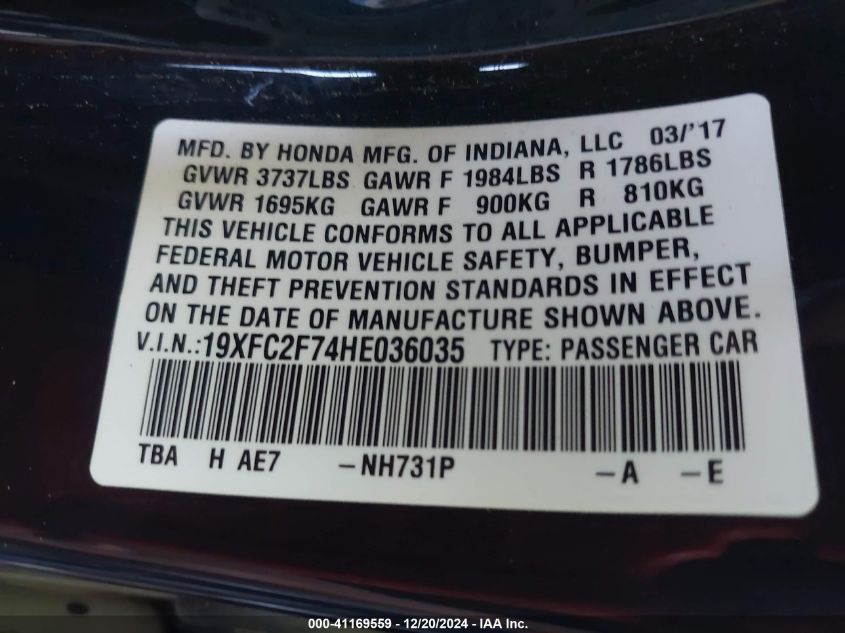 MFD. BY HONDA MFG. OF INDIANA, LLC 03/'17
GVWR 3737LBS GAWR F 1984LBS R 1786LBS
GVWR 1695KG GAWR F 900KG R 810KG
THIS VEHICLE CONFORMS TO ALL APPLICABLE
FEDERAL MOTOR VEHICLE SAFETY, BUMPER,
AND THEFT PREVENTION STANDARDS IN EFFECT
ON THE DATE OF MANUFACTURE SHOWN ABOVE.
V.I.N.:19XFC2F74HE036035 TYPE: PASSENGER CAR
TBA H AE7 -NH731P -A -E
000-41169559 - 12/20/2024 - IAA Inc.